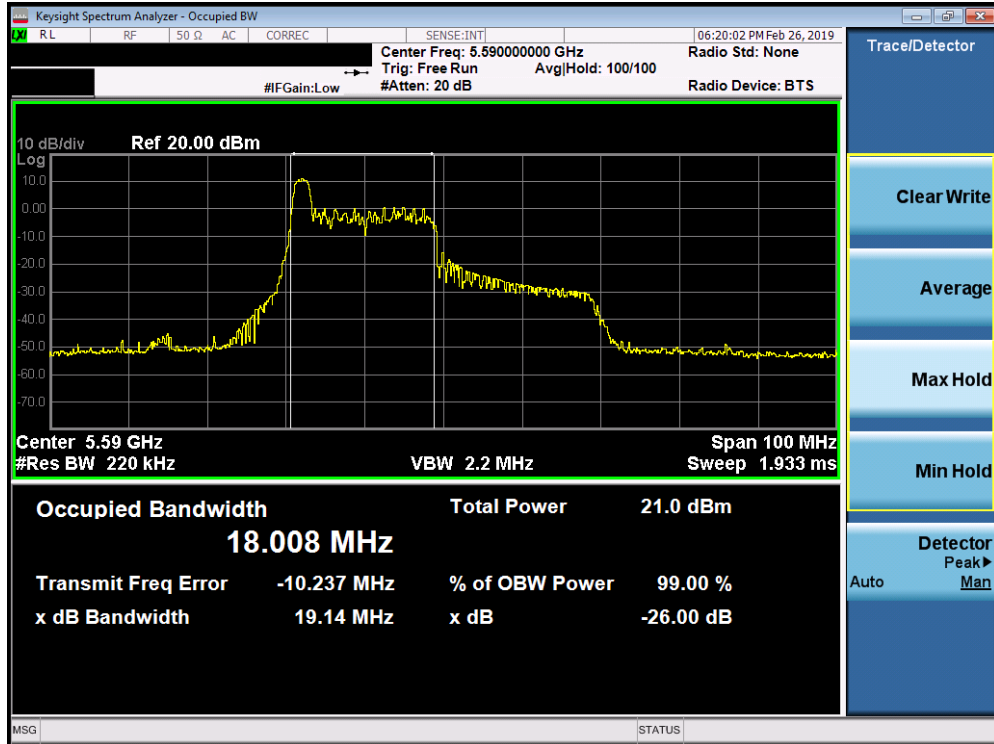 Keysight Spectrum Analyzer - Occupied BW
LXI RL RF 50 Ω AC CORREC SENSE:INT 06:20:02 PM Feb 26, 2019
Center Freq: 5.590000000 GHz Radio Std: None
Trig: Free Run Avg|Hold: 100/100
#IFGain:Low #Atten: 20 dB Radio Device: BTS
Trace/Detector
10 dB/div Ref 20.00 dBm
Log
10.0
0.00
-10.0
-20.0
-30.0
-40.0
-50.0
-60.0
-70.0
Center 5.59 GHz Span 100 MHz
#Res BW 220 kHz VBW 2.2 MHz Sweep 1.933 ms
Occupied Bandwidth Total Power 21.0 dBm
18.008 MHz
Transmit Freq Error -10.237 MHz % of OBW Power 99.00 %
x dB Bandwidth 19.14 MHz x dB -26.00 dB
Clear Write
Average
Max Hold
Min Hold
Detector
Peak▶
Auto Man
MSG STATUS